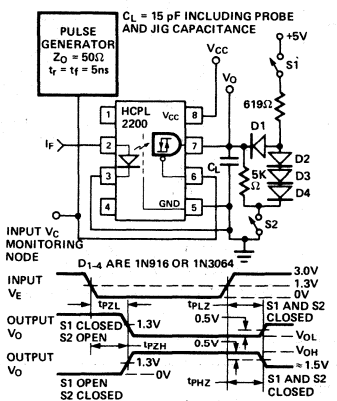 PULSE
GENERATOR
Z₀ = 50Ω
tᵣ = t_f = 5ns
C_L = 15 pF INCLUDING PROBE
AND JIG CAPACITANCE
+5V
V_CC
V_O
S1
619Ω
HCPL
2200
V_CC
GND
1
2
3
4
8
7
6
5
I_F
D1
D2
D3
D4
C_L
5K
Ω
S2
INPUT V_C
MONITORING
NODE
D₁₋₄ ARE 1N916 OR 1N3064
INPUT
V_E
3.0V
1.3V
0V
t_PZL
t_PLZ
S1 AND S2
CLOSED
OUTPUT
V_O
S1 CLOSED
S2 OPEN
1.3V
0.5V
V_OL
t_PZH
0.5V
V_OH
OUTPUT
V_O
1.3V
0V
≈ 1.5V
S1 OPEN
S2 CLOSED
t_PHZ
S1 AND S2
CLOSED